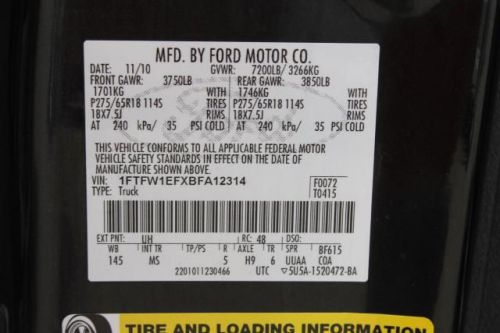 MFD. BY FORD MOTOR CO.
DATE: 11/10 GVWR: 7200LB/ 3266KG
FRONT GAWR: 3750LB REAR GAWR: 3850LB
1701KG WITH 1746KG WITH
P275/65R18 114S TIRES P275/65R18 114S TIRES
18X7.5J RIMS 18X7.5J RIMS
AT 240 kPa/ 35 PSI COLD AT 240 kPa/ 35 PSI COLD
THIS VEHICLE CONFORMS TO ALL APPLICABLE FEDERAL MOTOR
VEHICLE SAFETY STANDARDS IN EFFECT ON THE DATE OF
MANUFACTURE SHOWN ABOVE.
VIN: 1FTFW1EFXBFA12314 F0072
TYPE: Truck T0415
EXT PNT: UH RC: 48 DSO:
WB INT TR TP/PS R AXLE TR SPR BF615
145 MS 5 H9 6 UUAA COA
2201011230466 UTC ▽5U5A-1520472-BA
TIRE AND LOADING INFORMATION